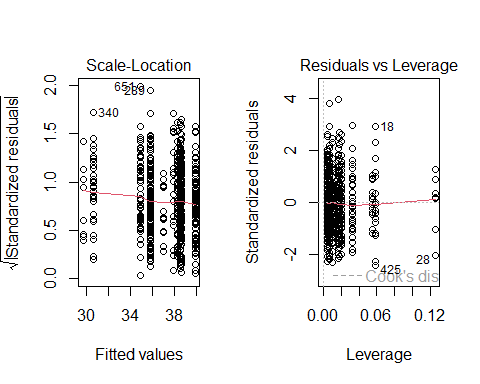 Scale-Location
√|Standardized residuals|
0.0 0.5 1.0 1.5 2.0
651
289
340
30 34 38
Fitted values
Residuals vs Leverage
Standardized residuals
-2 0 2 4
18
28
425
Cook's dis
0.00 0.06 0.12
Leverage